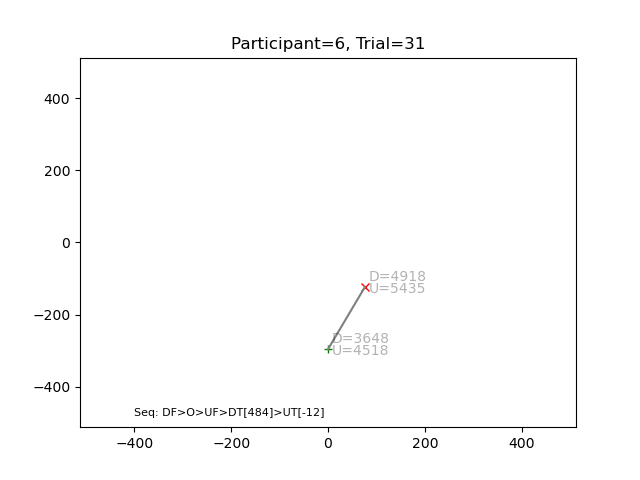 Participant=6, Trial=31
400
200
0
−200
−400
D=4918
U=5435
D=3648
U=4518
Seq: DF>O>UF>DT[484]>UT[-12]
−400
−200
0
200
400